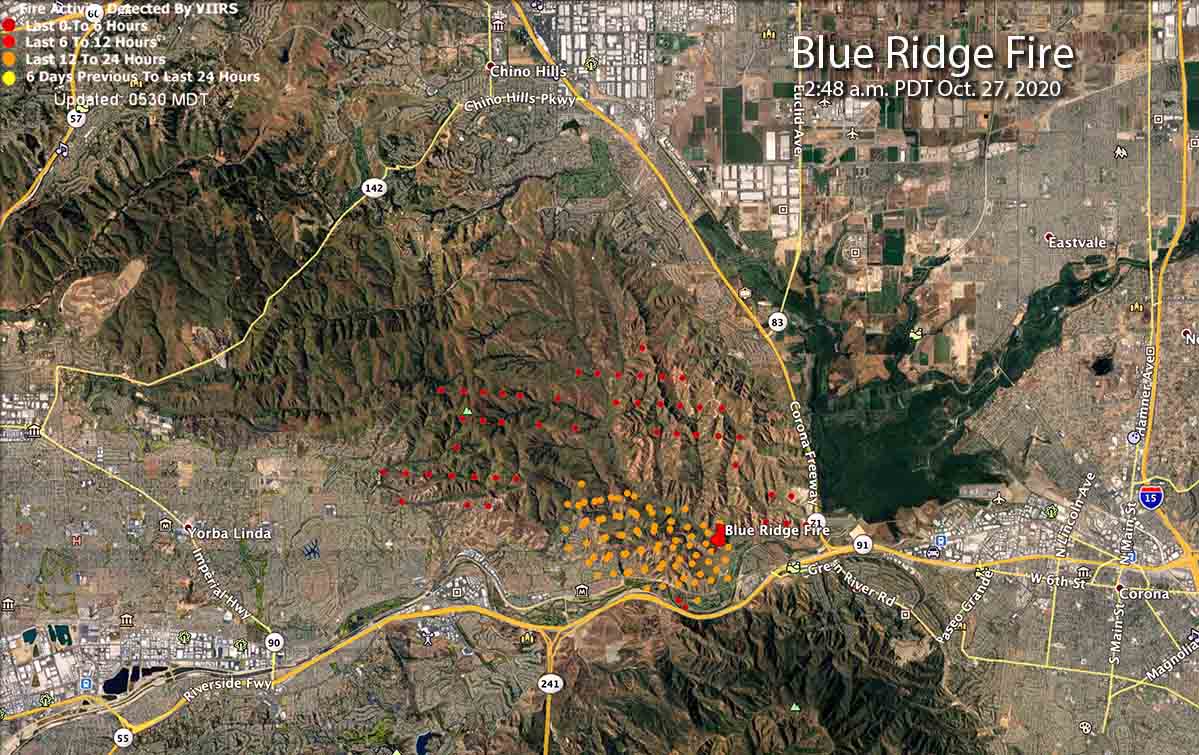 Fire Activity Detected By VIIRS
Last 0 To 6 Hours
Last 6 To 12 Hours
Last 12 To 24 Hours
6 Days Previous To Last 24 Hours
Updated: 0530 MDT
Blue Ridge Fire
2:48 a.m. PDT Oct. 27, 2020
60
57
Chino Hills
Chino Hills Pkwy
Euclid Ave
142
Eastvale
83
Corona Freeway
Hammer Ave
15
71
Blue Ridge Fire
91
Yorba Linda
Imperial Hwy
Green River Rd
N Lincoln Ave
N Main St
W 6th St
Corona
Paseo Grande
S Main St
Magnolia
90
241
Riverside Fwy
55